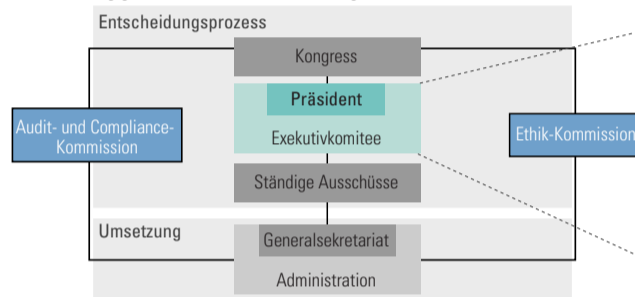 Entscheidungsprozess
Kongress
Präsident
Exekutivkomitee
Audit- und Compliance-
Kommission
Ethik-Kommission
Ständige Ausschüsse
Umsetzung
Generalsekretariat
Administration